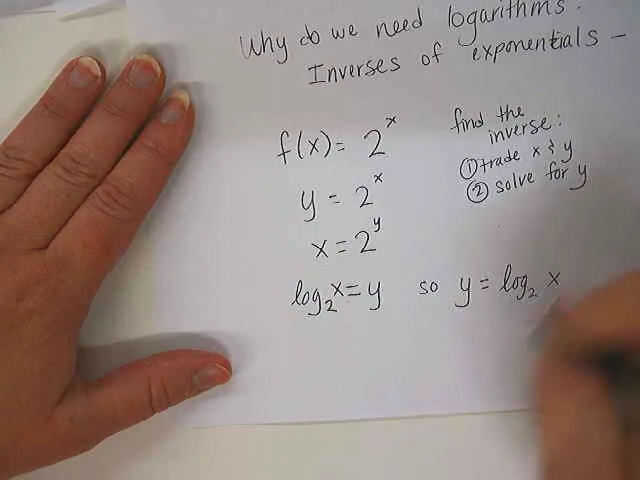 Why do we need logarithms.
Inverses of exponentials –
f(x) = 2^x
y = 2^x
x = 2^y
log₂x = y so y = log₂ x
find the
inverse:
① trade x & y
② solve for y